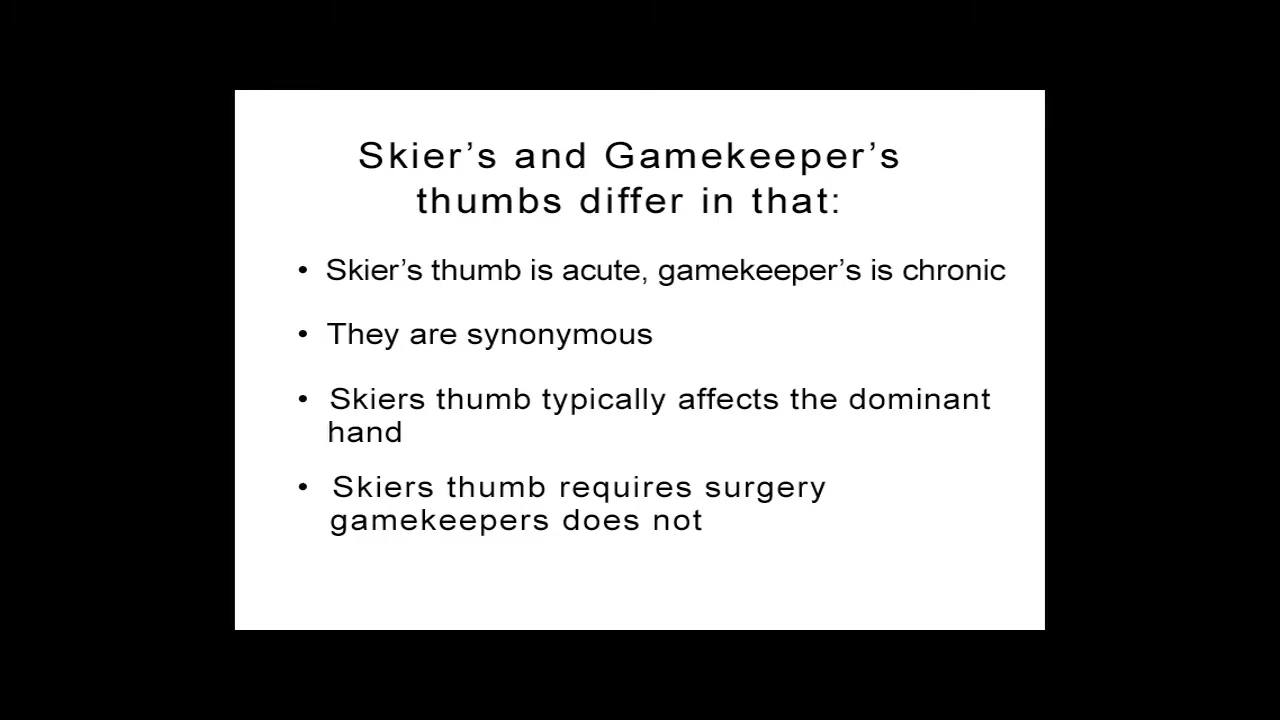 Skier’s and Gamekeeper’s
thumbs differ in that:
• Skier’s thumb is acute, gamekeeper’s is chronic
• They are synonymous
• Skiers thumb typically affects the dominant
hand
• Skiers thumb requires surgery
gamekeepers does not